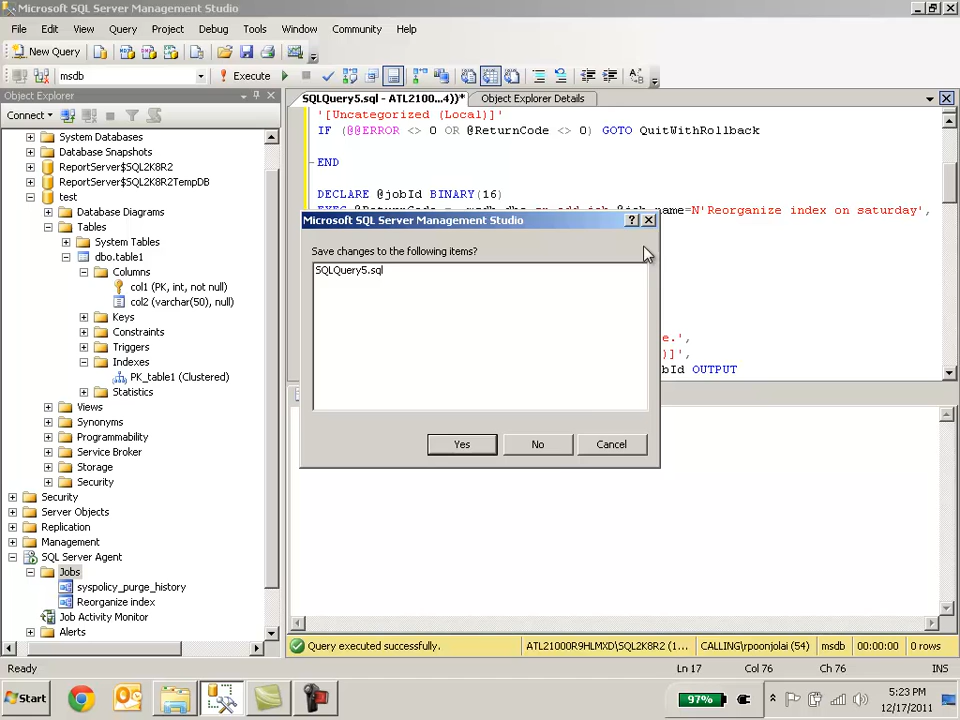 Microsoft SQL Server Management Studio
File Edit View Query Project Debug Tools Window Community Help
New Query
msdb Execute
Object Explorer
SQLQuery5.sql - ATL2100...4))* Object Explorer Details
Connect
System Databases
Database Snapshots
ReportServer$SQL2K8R2
ReportServer$SQL2K8R2TempDB
test
Database Diagrams
Tables
System Tables
dbo.table1
Columns
col1 (PK, int, not null)
col2 (varchar(50), null)
Keys
Constraints
Triggers
Indexes
PK_table1 (Clustered)
Statistics
Views
Synonyms
Programmability
Service Broker
Storage
Security
Security
Server Objects
Replication
Management
SQL Server Agent
Jobs
syspolicy_purge_history
Reorganize index
Job Activity Monitor
Alerts
'[Uncategorized (Local)]'
IF (@@ERROR <> 0 OR @ReturnCode <> 0) GOTO QuitWithRollback
END
DECLARE @jobId BINARY(16)
name=N'Reorganize index on saturday',
e.',
)]',
bId OUTPUT
Microsoft SQL Server Management Studio
Save changes to the following items?
SQLQuery5.sql
Yes No Cancel
Query executed successfully. ATL21000R9HLMXD\SQL2K8R2 (1... CALLING\rpoonjolai (54) msdb 00:00:00 0 rows
Ready Ln 17 Col 76 Ch 76 INS
Start 97% 5:23 PM
12/17/2011